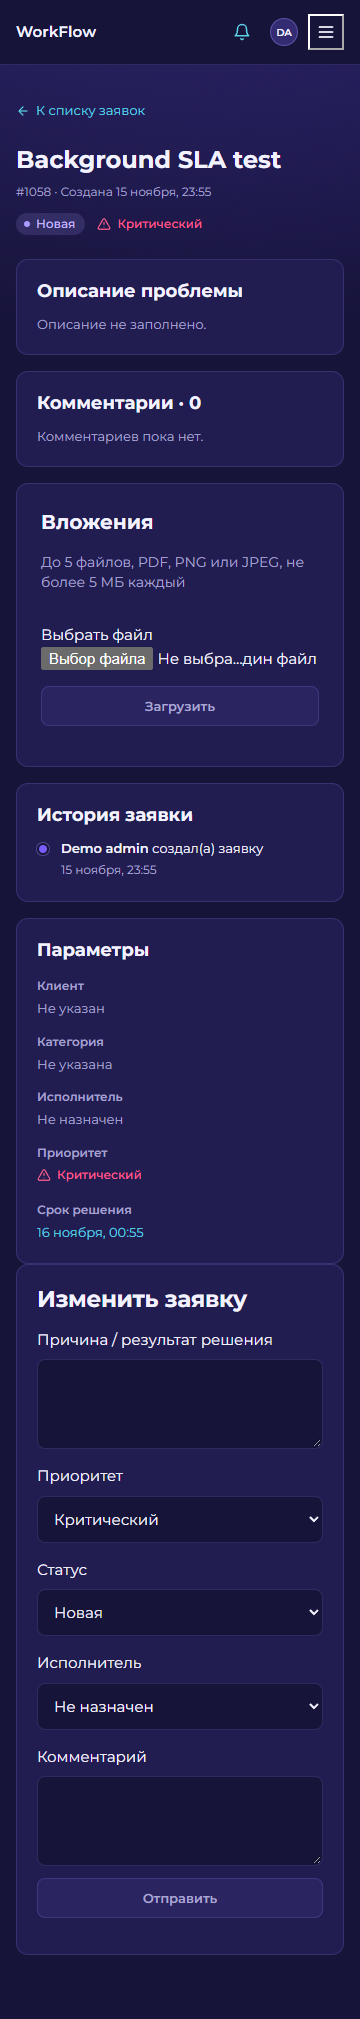 WorkFlow
DA
К списку заявок
Background SLA test
#1058 · Создана 15 ноября, 23:55
Новая
Критический
Описание проблемы
Описание не заполнено.
Комментарии · 0
Комментариев пока нет.
Вложения
До 5 файлов, PDF, PNG или JPEG, не
более 5 МБ каждый
Выбрать файл
Выбор файла Не выбра...дин файл
Загрузить
История заявки
Demo admin создал(а) заявку
15 ноября, 23:55
Параметры
Клиент
Не указан
Категория
Не указана
Исполнитель
Не назначен
Приоритет
Критический
Срок решения
16 ноября, 00:55
Изменить заявку
Причина / результат решения
Приоритет
Критический
Статус
Новая
Исполнитель
Не назначен
Комментарий
Отправить